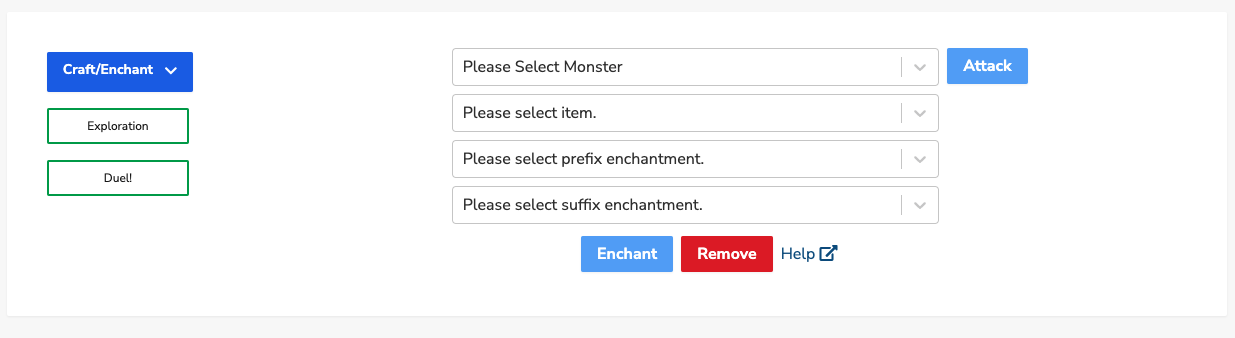 Craft/Enchant
Exploration
Duel!
Please Select Monster
Attack
Please select item.
Please select prefix enchantment.
Please select suffix enchantment.
Enchant
Remove
Help